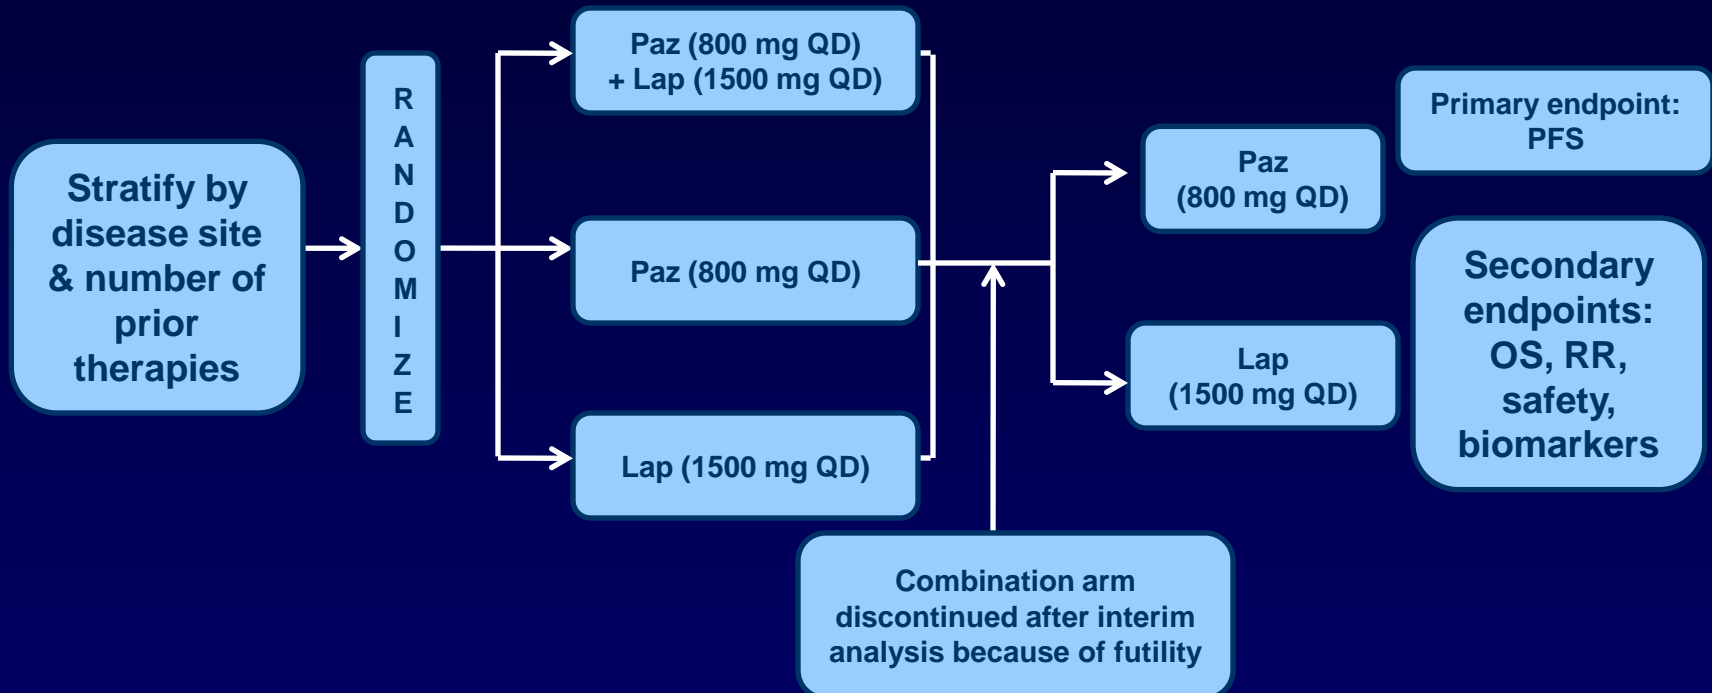 Stratify by
disease site
& number of
prior
therapies
R
A
N
D
O
M
I
Z
E
Paz (800 mg QD)
+ Lap (1500 mg QD)
Paz (800 mg QD)
Lap (1500 mg QD)
Combination arm
discontinued after interim
analysis because of futility
Paz
(800 mg QD)
Lap
(1500 mg QD)
Primary endpoint:
PFS
Secondary
endpoints:
OS, RR,
safety,
biomarkers